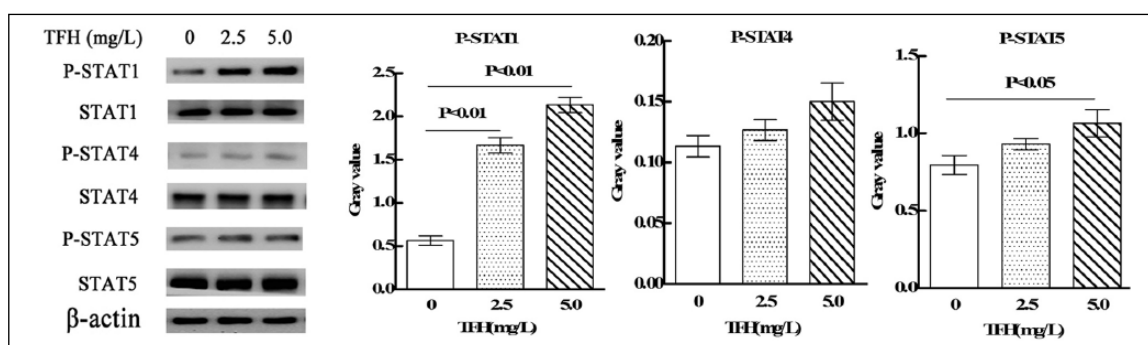 TFH (mg/L) 0 2.5 5.0
P-STAT1
STAT1
P-STAT4
STAT4
P-STAT5
STAT5
β-actin
P-STAT1
P<0.01
P<0.01
Gray value
2.5
2.0
1.5
1.0
0.5
0.0
0 2.5 5.0
TFH(mg/L)
P-STAT4
Gray value
0.20
0.15
0.10
0.05
0.00
0 2.5 5.0
TFH(mg/L)
P-STAT5
P<0.05
Gray value
1.5
1.0
0.5
0.0
0 2.5 5.0
TFH(mg/L)